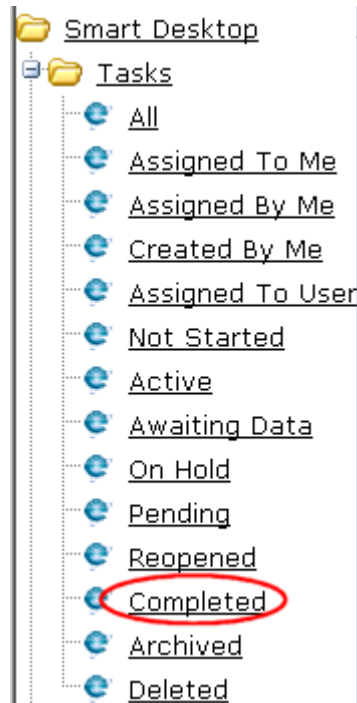 Smart Desktop
Tasks
All
Assigned To Me
Assigned By Me
Created By Me
Assigned To User
Not Started
Active
Awaiting Data
On Hold
Pending
Reopened
Completed
Archived
Deleted